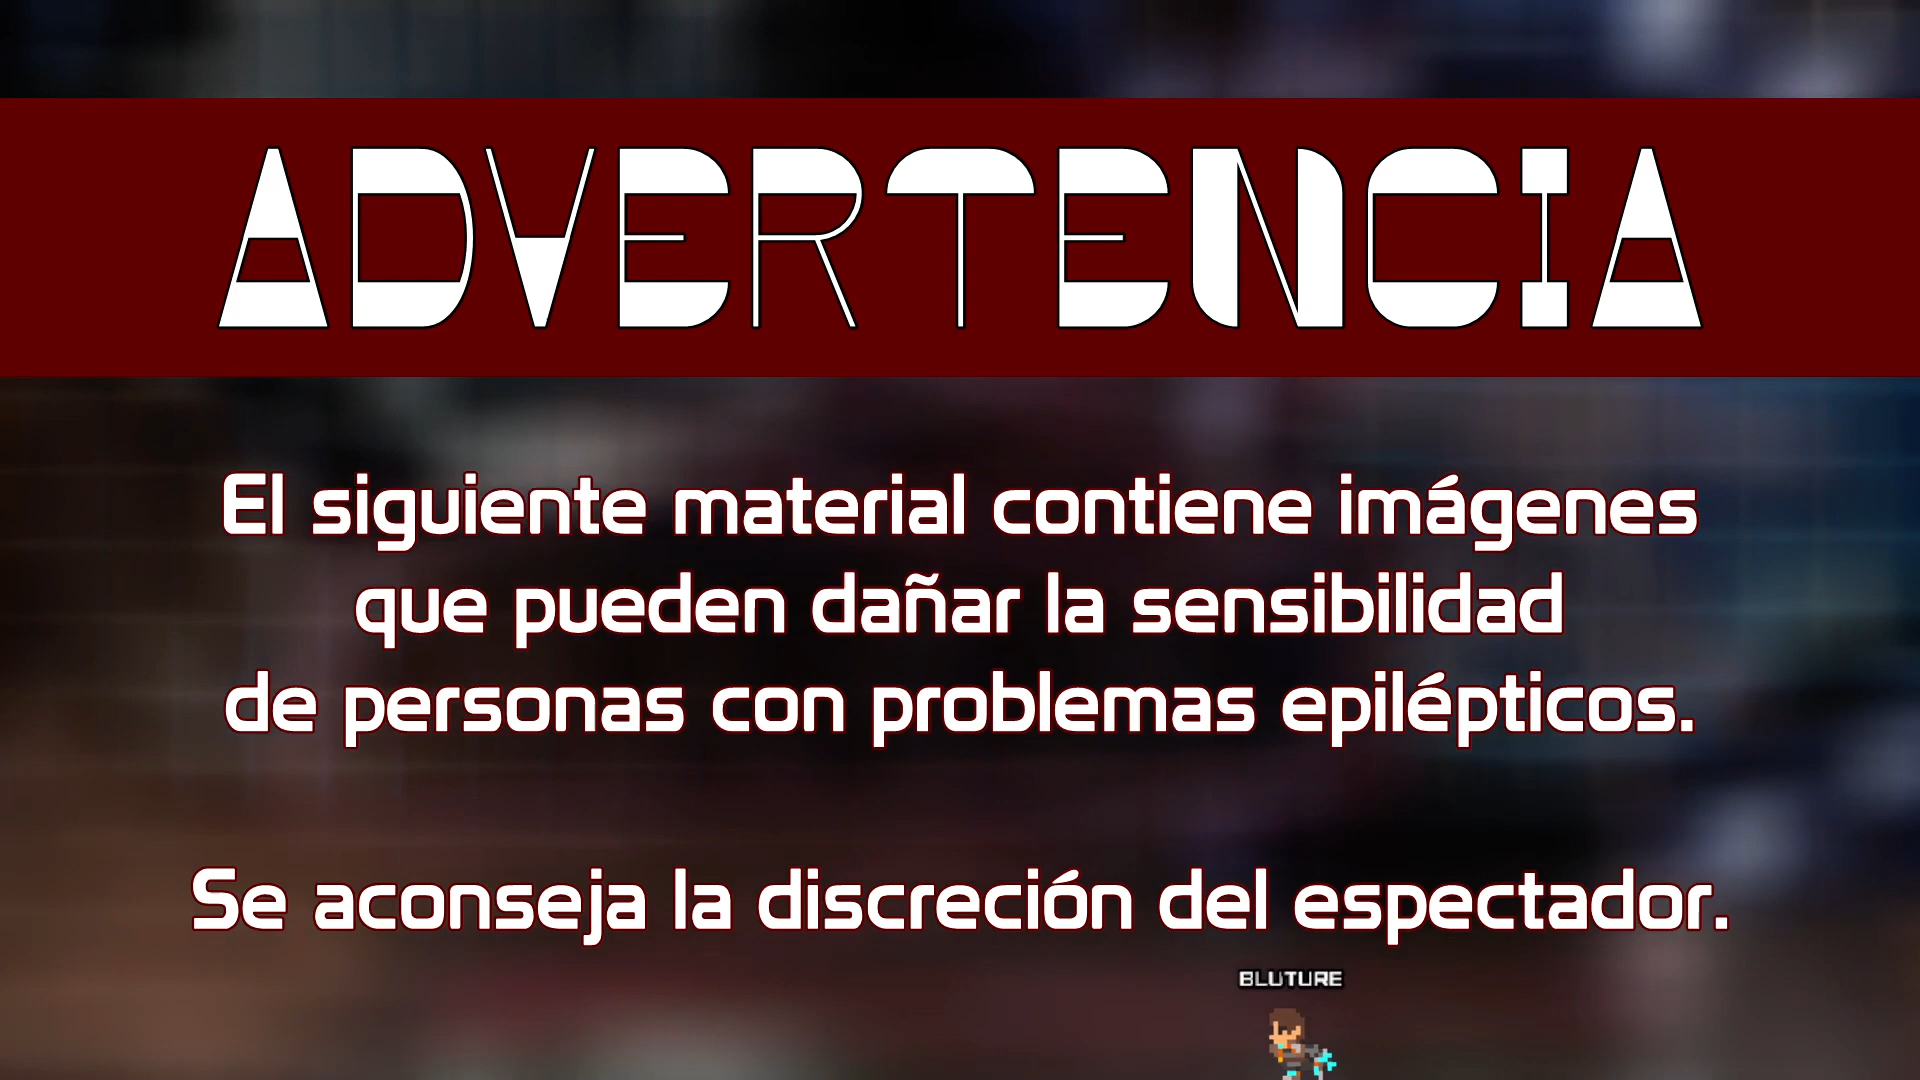 ADVERTENCIA
El siguiente material contiene imágenes
que pueden dañar la sensibilidad
de personas con problemas epilépticos.
Se aconseja la discreción del espectador.
BLUTURE